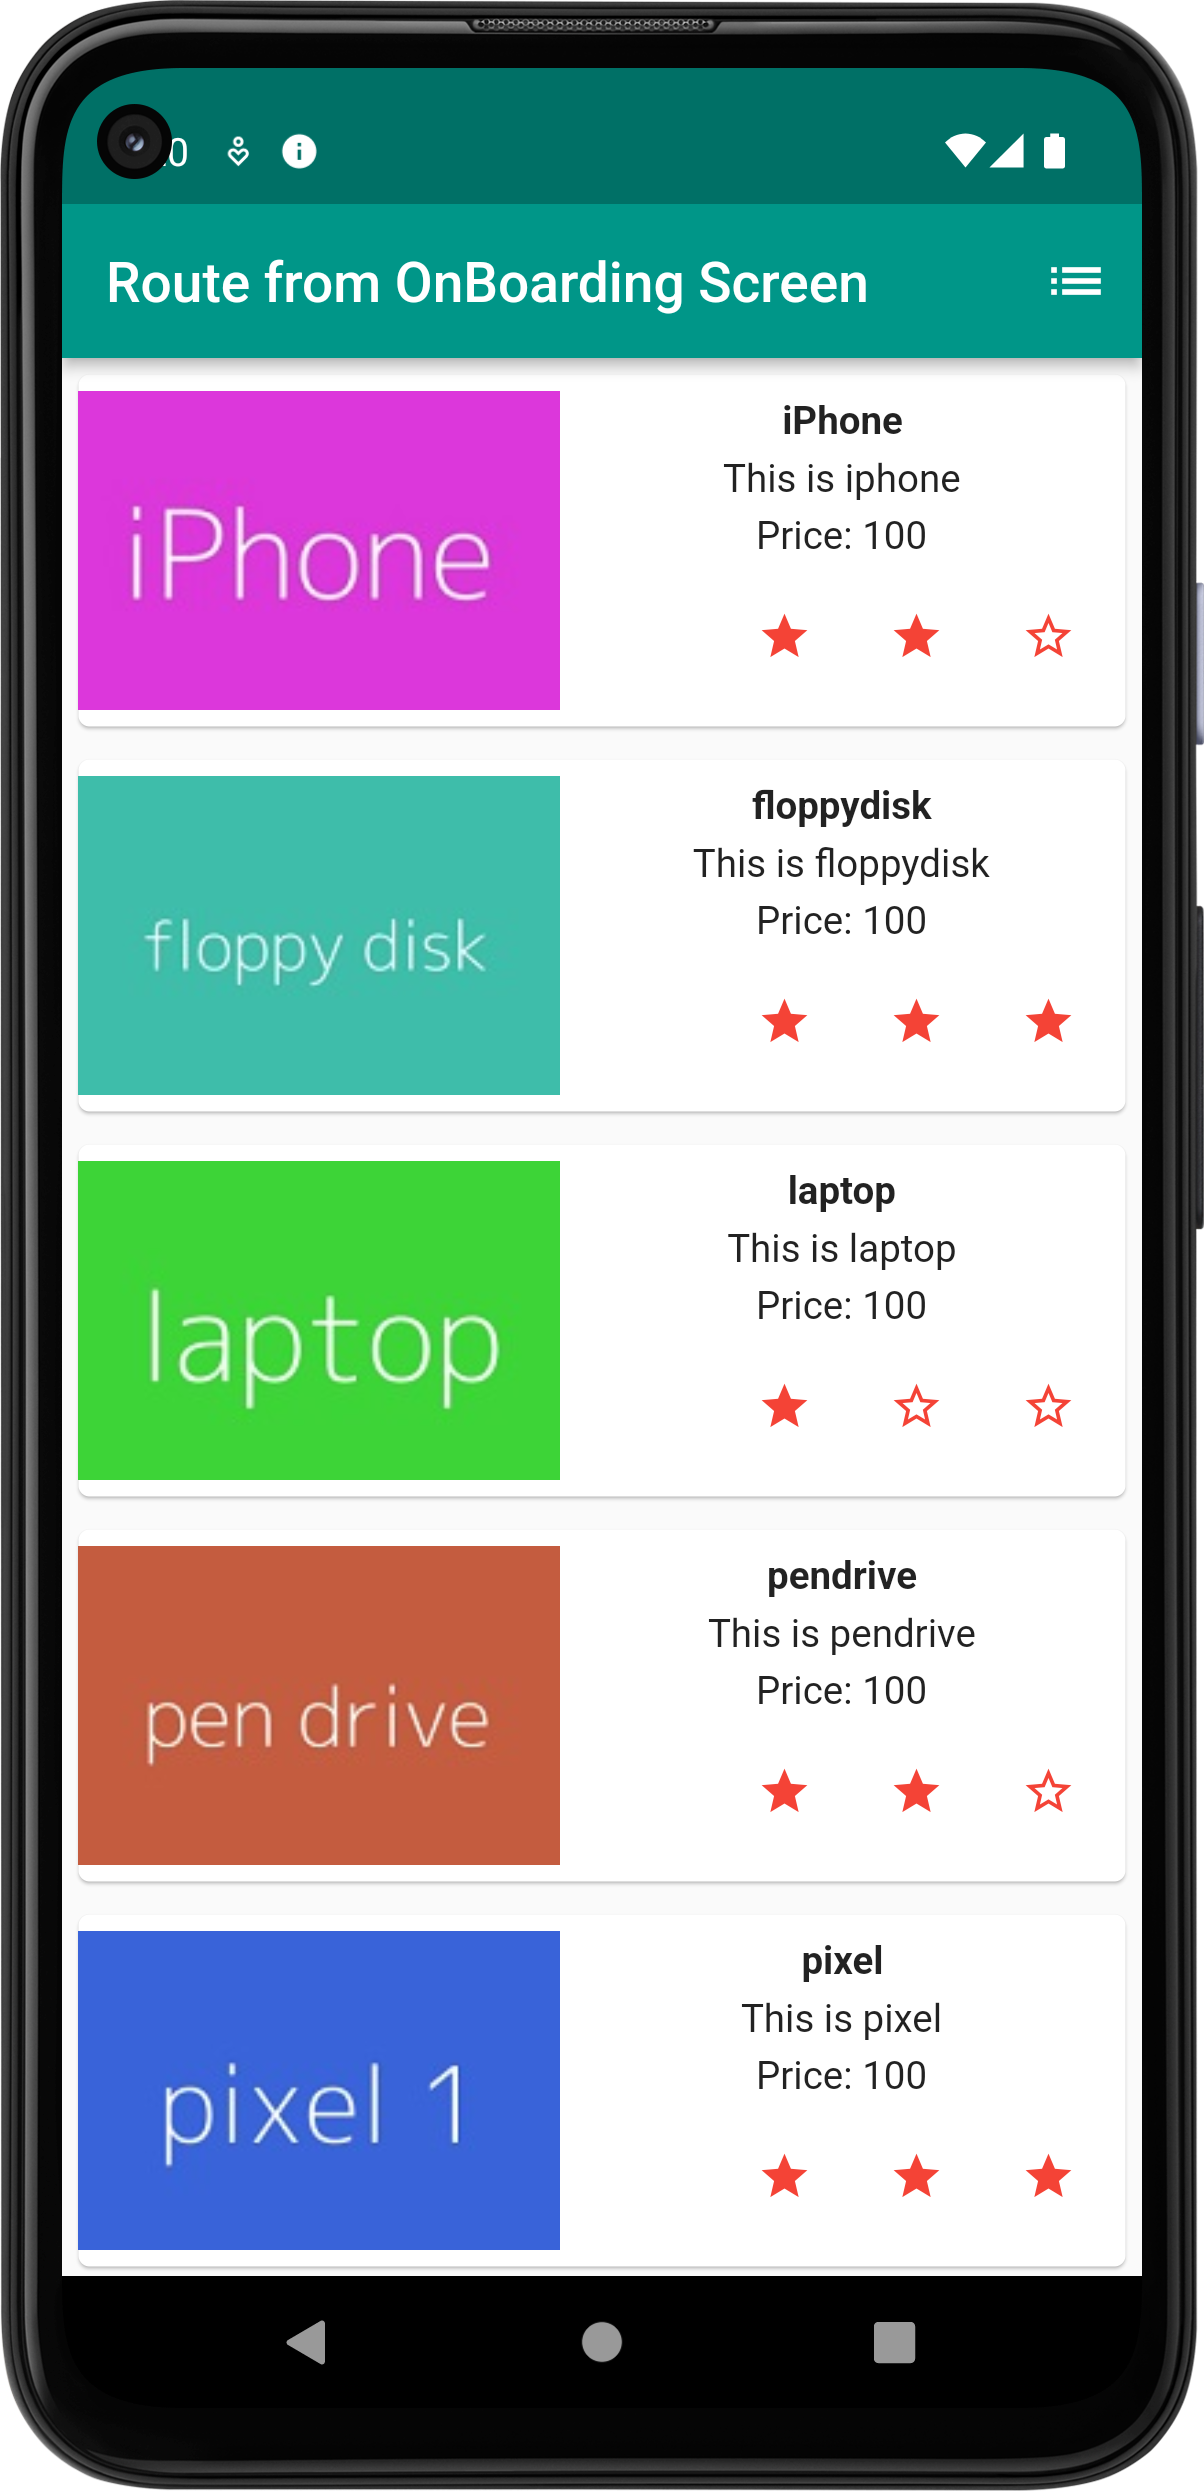 0
Route from OnBoarding Screen
iPhone
iPhone
This is iphone
Price: 100
floppy disk
floppydisk
This is floppydisk
Price: 100
laptop
laptop
This is laptop
Price: 100
pen drive
pendrive
This is pendrive
Price: 100
pixel 1
pixel
This is pixel
Price: 100